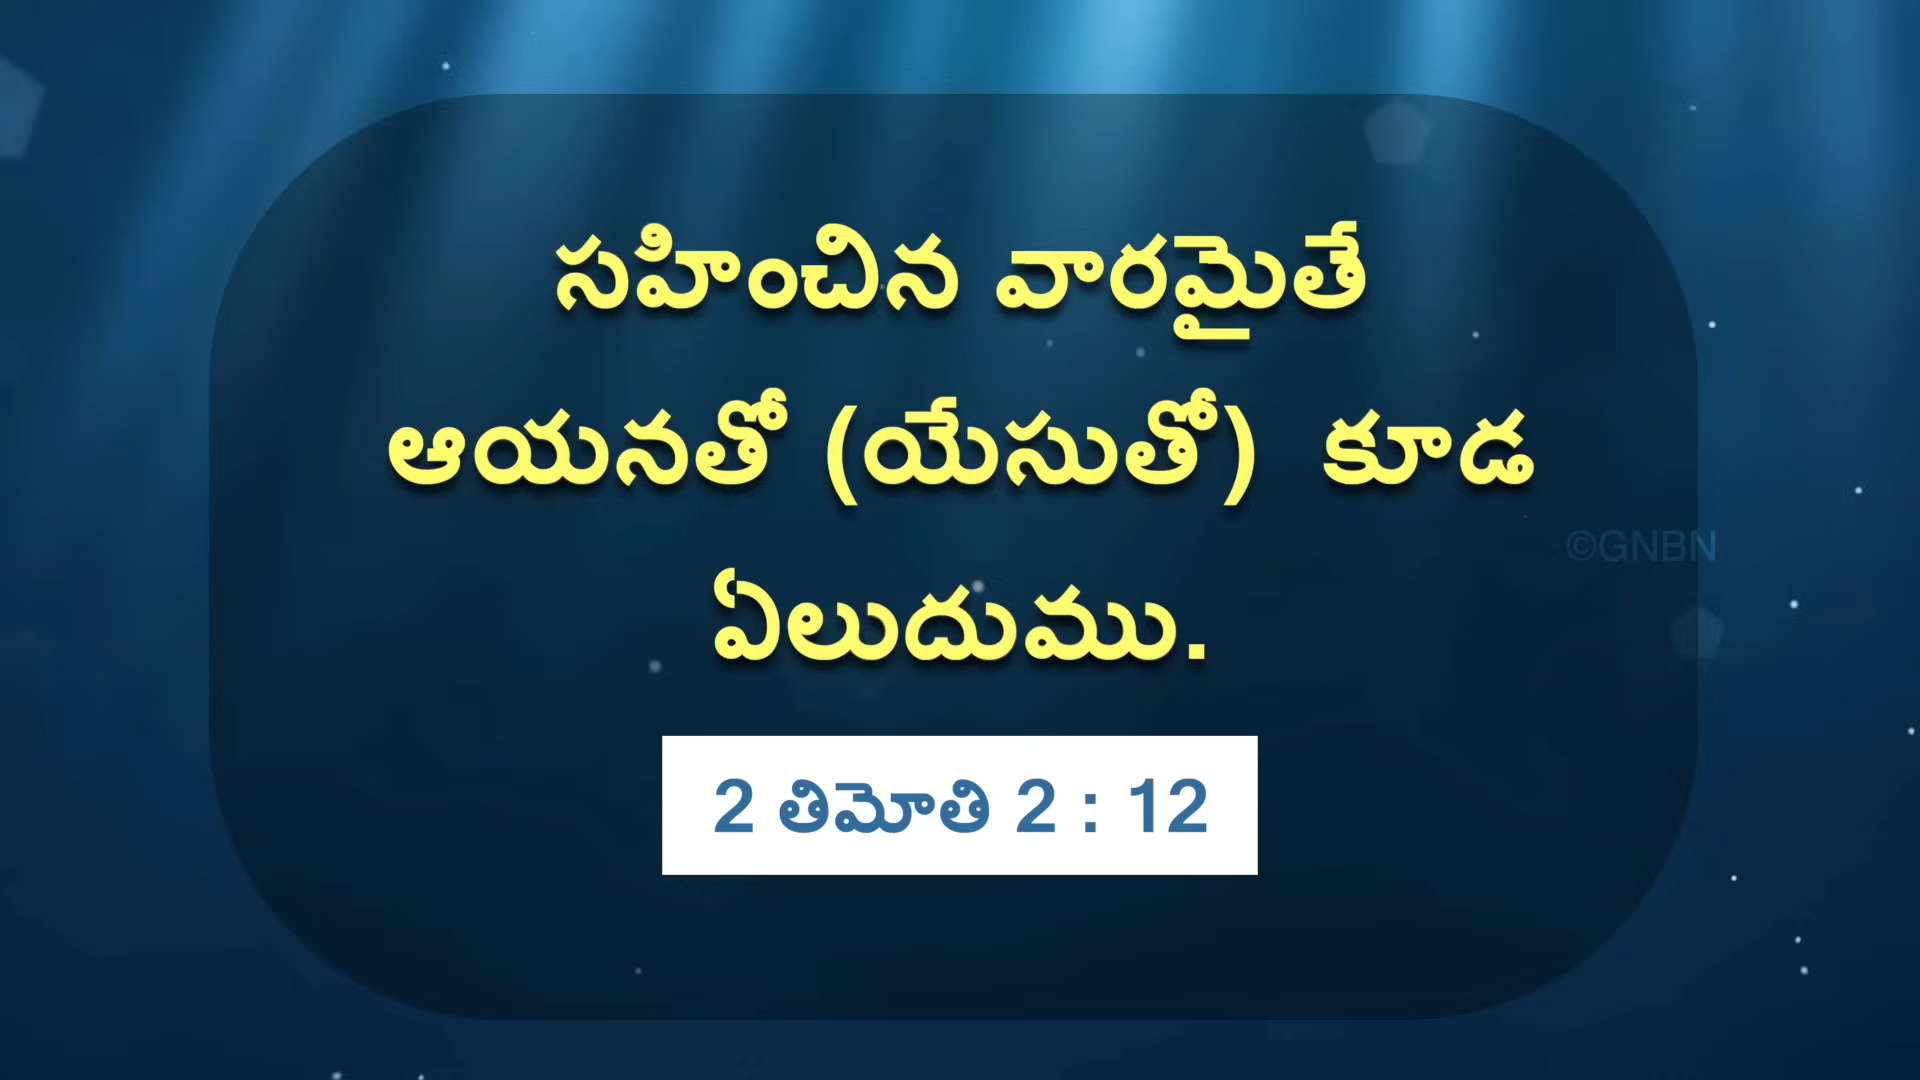 సహించిన వారమైతే
ఆయనతో (యేసుతో) కూడ
ఏలుదుము.
©GNBN
2 తిమోతి 2 : 12